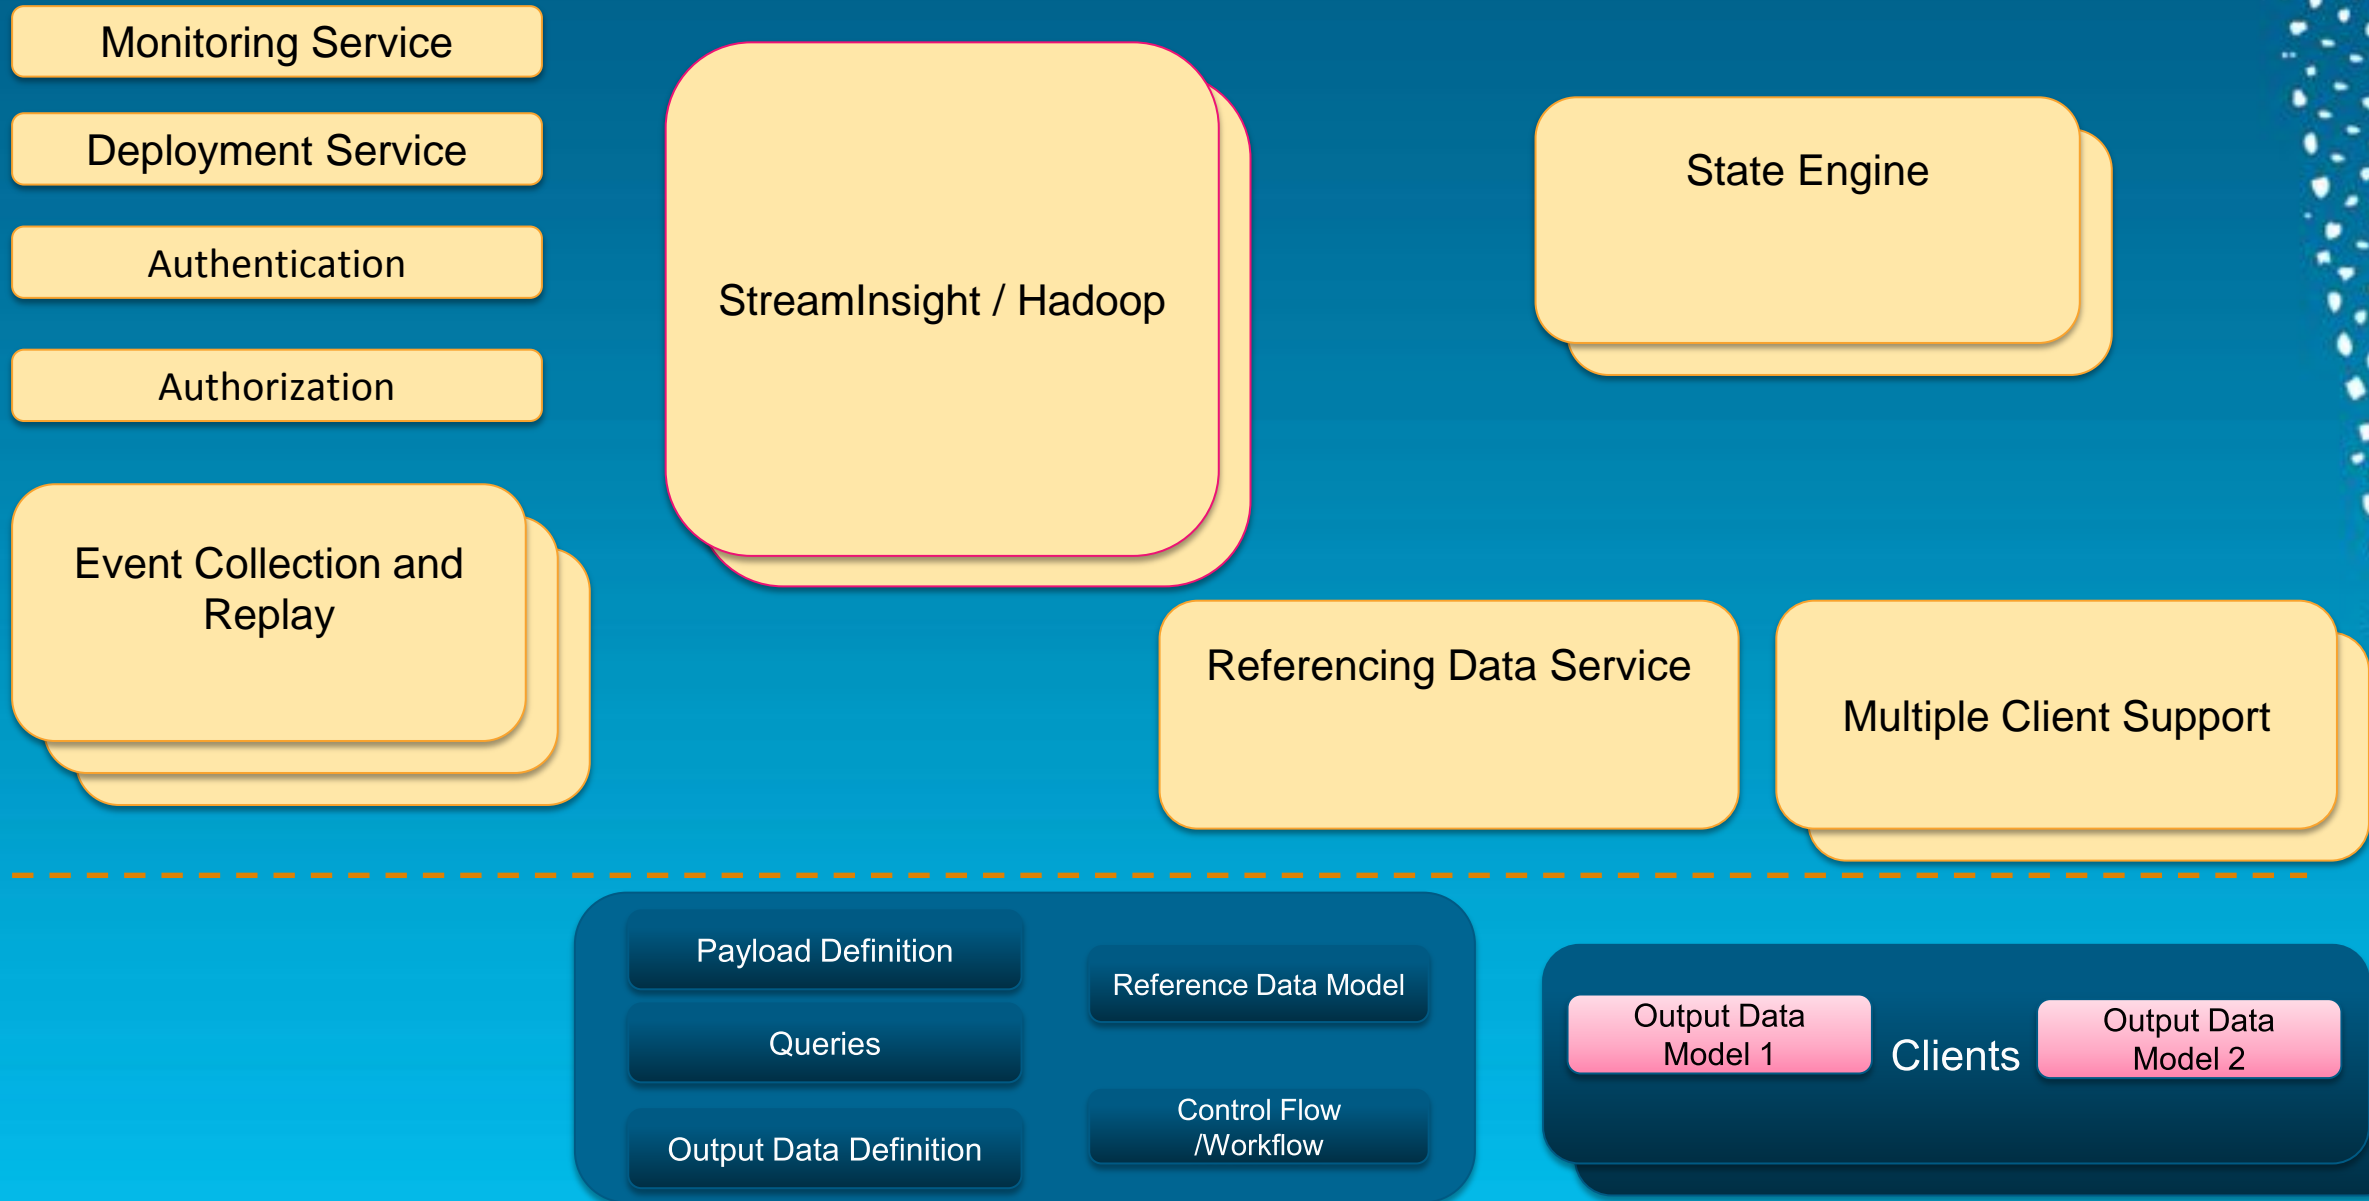 Monitoring Service
Deployment Service
Authentication
Authorization
Event Collection and
Replay
StreamInsight / Hadoop
State Engine
Referencing Data Service
Multiple Client Support
Payload Definition
Queries
Output Data Definition
Reference Data Model
Control Flow
/Workflow
Output Data
Model 1
Clients
Output Data
Model 2